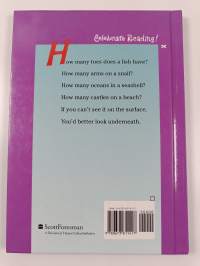 Celebrate Reading!
How many toes does a fish have?
How many arms on a snail?
How many oceans in a seashell?
How many castles on a beach?
If you can't see it on the surface,
You'd better look underneath.
ScottForesman